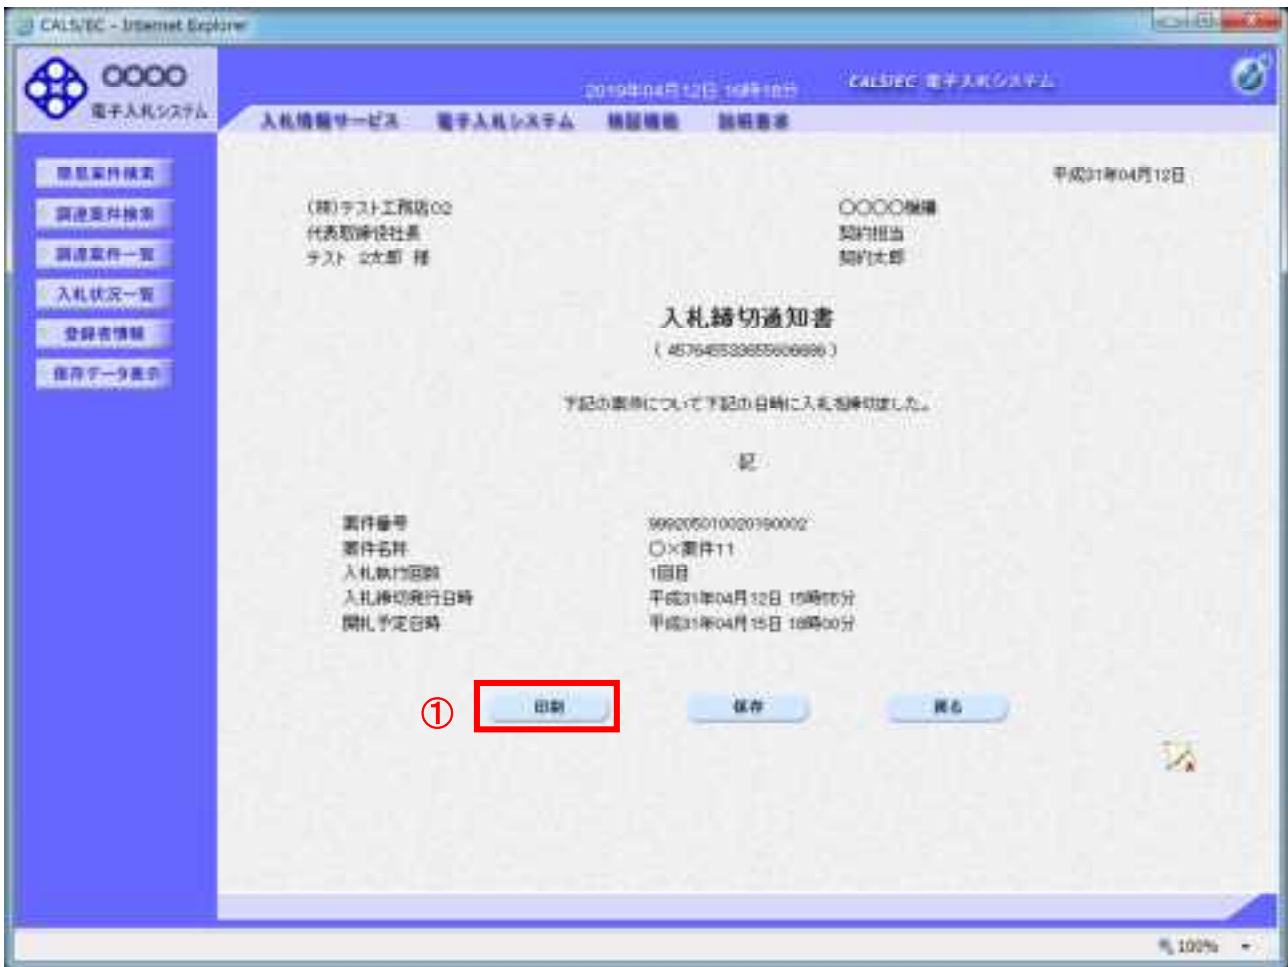 CALS/EC - Internet Explorer
〇〇〇〇
電子入札システム
2019年04月12日 16時18分
CALS/EC 電子入札システム
入札情報サービス 電子入札システム 検証機能 説明要求
簡易案件検索
調達案件検索
調達案件一覧
入札状況一覧
登録者情報
保存データ表示
平成31年04月12日
(株)テスト工務店02
代表取締役社長
テスト 2太郎 様
〇〇〇〇機構
契約担当
契約太郎
入札締切通知書
下記の案件について下記の日時に入札を締切ました。
記
案件番号 999205010020190002
案件名称 〇×案件11
入札執行回数 1回目
入札締切発行日時 平成31年04月12日 15時55分
開札予定日時 平成31年04月15日 18時00分
① 印刷 保存 戻る
100%